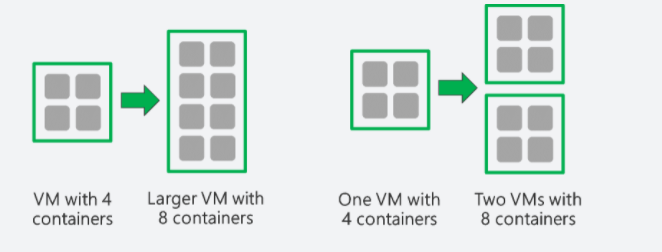 VM with 4
containers
Larger VM with
8 containers
One VM with
4 containers
Two VMs with
8 containers